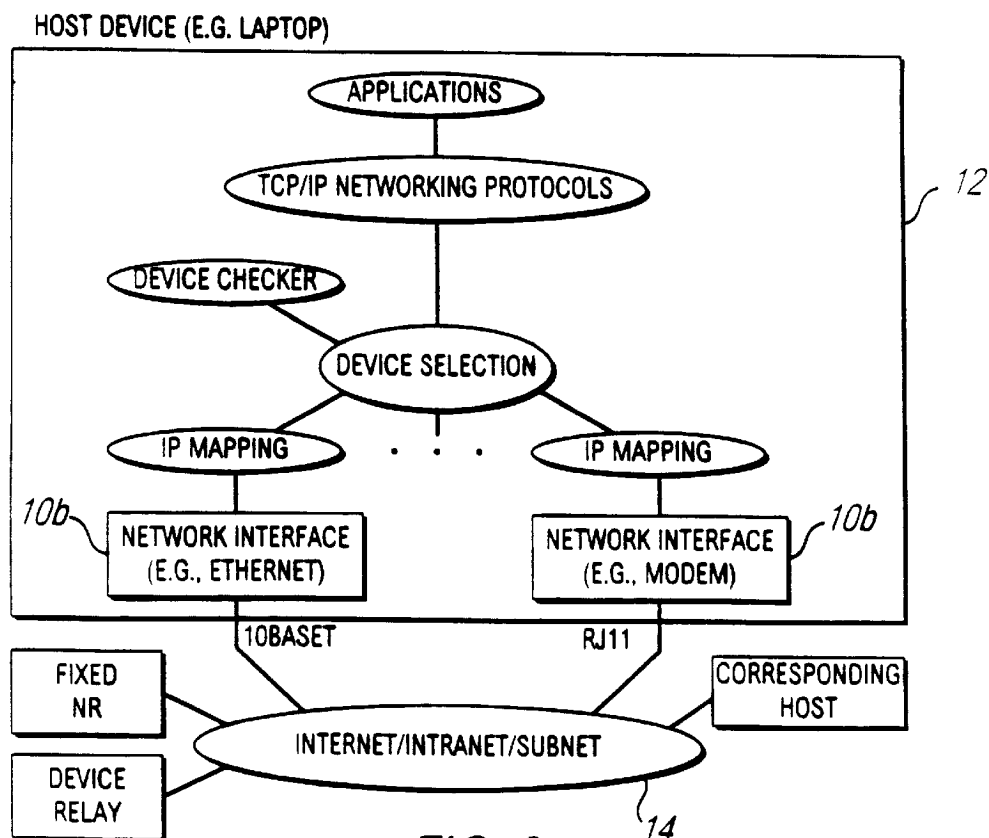 HOST DEVICE (E.G. LAPTOP)
APPLICATIONS
TCP/IP NETWORKING PROTOCOLS
12
DEVICE CHECKER
DEVICE SELECTION
IP MAPPING
. . .
IP MAPPING
10b
NETWORK INTERFACE
(E.G., ETHERNET)
NETWORK INTERFACE
(E.G., MODEM)
10b
10BASET
RJ11
FIXED
NR
CORRESPONDING
HOST
INTERNET/INTRANET/SUBNET
DEVICE
RELAY
14